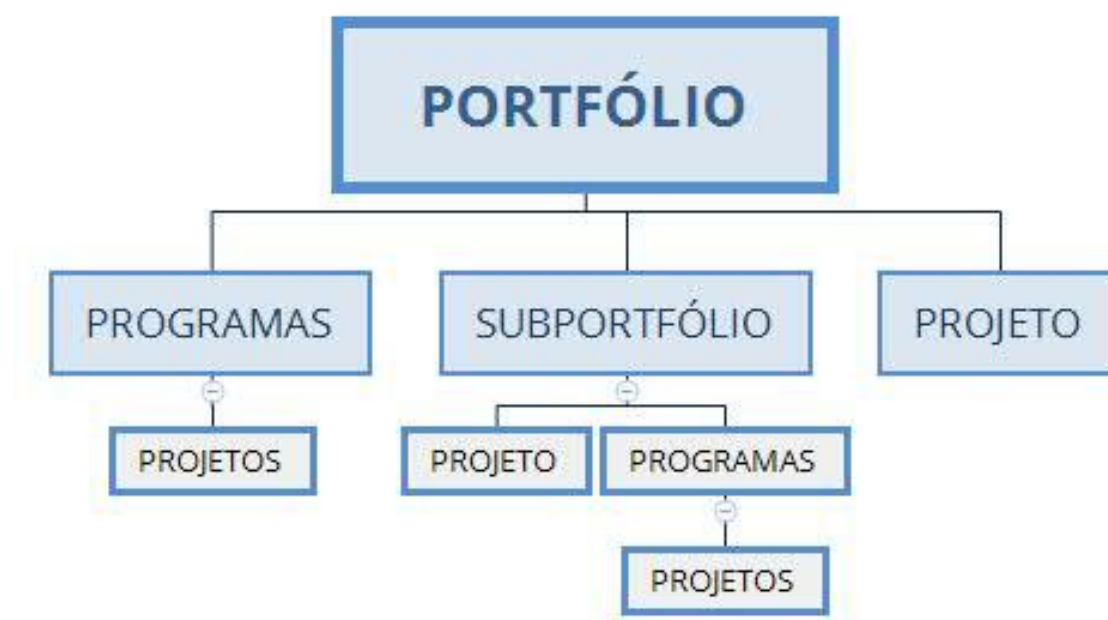 PORTFÓLIO
PROGRAMAS
SUBPORTFÓLIO
PROJETO
PROJETOS
PROJETO
PROGRAMAS
PROJETOS